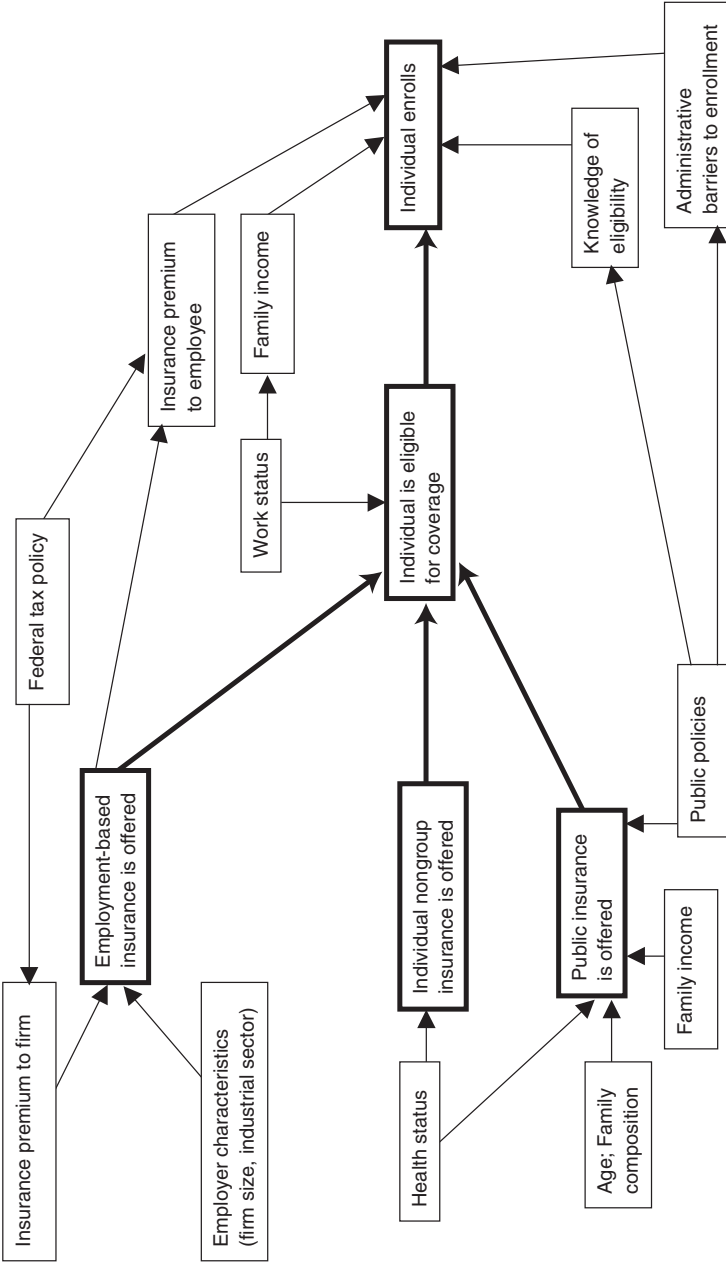 Insurance premium to firm
Employer characteristics
(firm size, industrial sector)
Health status
Age; Family
composition
Family income
Employment-based
insurance is offered
Individual nongroup
insurance is offered
Public insurance
is offered
Public policies
Federal tax policy
Work status
Individual is eligible
for coverage
Insurance premium
to employee
Family income
Knowledge of
eligibility
Individual enrolls
Administrative
barriers to enrollment